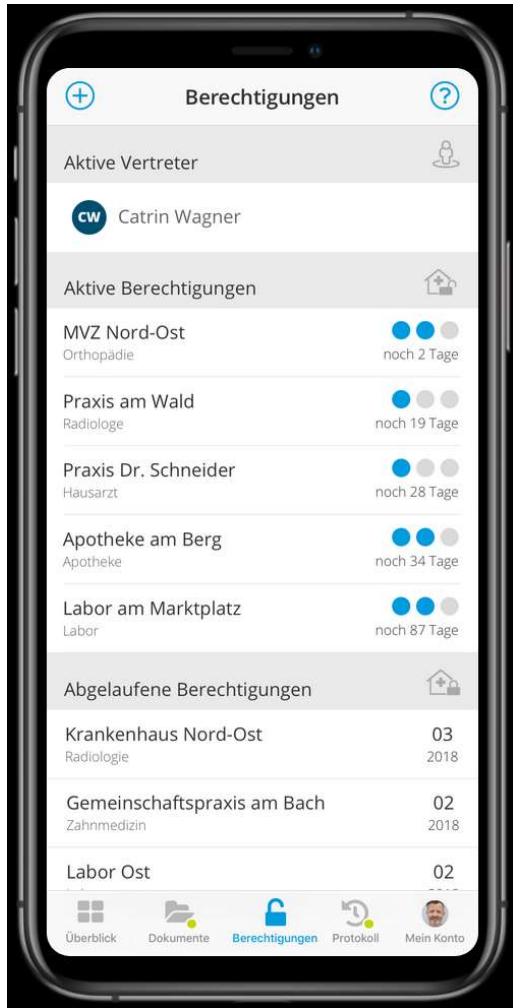 Berechtigungen
Aktive Vertreter
CW Catrin Wagner
Aktive Berechtigungen
MVZ Nord-Ost
Orthopädie
noch 2 Tage
Praxis am Wald
Radiologe
noch 19 Tage
Praxis Dr. Schneider
Hausarzt
noch 28 Tage
Apotheke am Berg
Apotheke
noch 34 Tage
Labor am Marktplatz
Labor
noch 87 Tage
Abgelaufene Berechtigungen
Krankenhaus Nord-Ost 03
Radiologie 2018
Gemeinschaftspraxis am Bach 02
Zahnmedizin 2018
Labor Ost 02
Überblick Dokumente Berechtigungen Protokoll Mein Konto